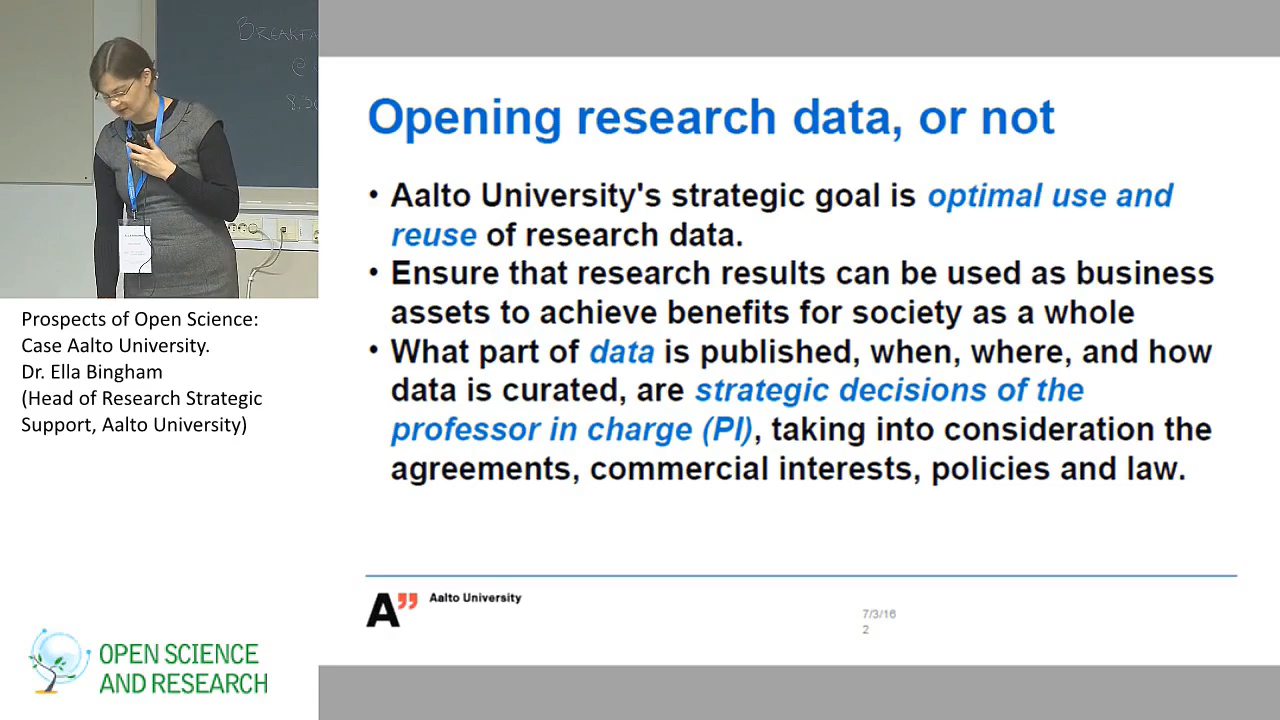 Opening research data, or not
• Aalto University's strategic goal is optimal use and
reuse of research data.
• Ensure that research results can be used as business
assets to achieve benefits for society as a whole
• What part of data is published, when, where, and how
data is curated, are strategic decisions of the
professor in charge (PI), taking into consideration the
agreements, commercial interests, policies and law.
A”
Aalto University
7/3/16
2
Prospects of Open Science:
Case Aalto University.
Dr. Ella Bingham
(Head of Research Strategic
Support, Aalto University)
OPEN SCIENCE
AND RESEARCH